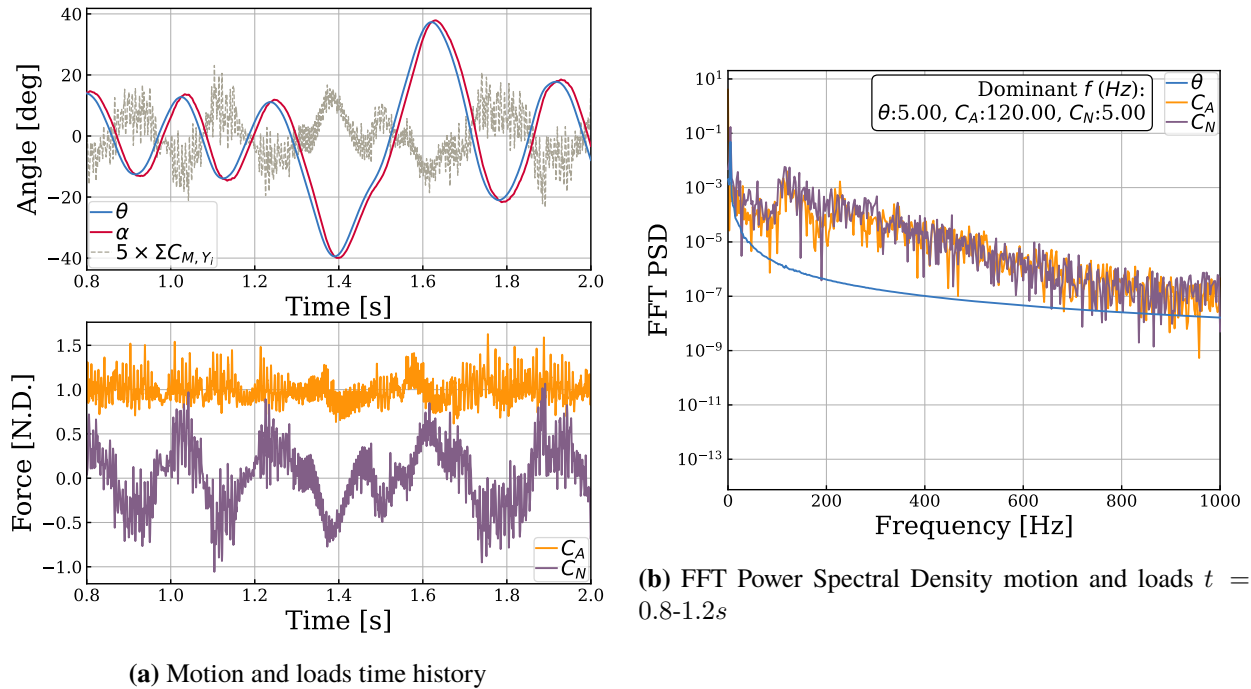 40
20
0
−20
−40
Angle [deg]
θ
α
5 × ΣC_{M,Y_i}
0.8 1.0 1.2 1.4 1.6 1.8 2.0
Time [s]
1.5
1.0
0.5
0.0
−0.5
−1.0
Force [N.D.]
C_A
C_N
0.8 1.0 1.2 1.4 1.6 1.8 2.0
Time [s]
(a) Motion and loads time history
10^1
10^{−1}
10^{−3}
10^{−5}
10^{−7}
10^{−9}
10^{−11}
10^{−13}
FFT PSD
Dominant f (Hz):
θ:5.00, C_A:120.00, C_N:5.00
θ
C_A
C_N
0 200 400 600 800 1000
Frequency [Hz]
(b) FFT Power Spectral Density motion and loads t =
0.8-1.2s